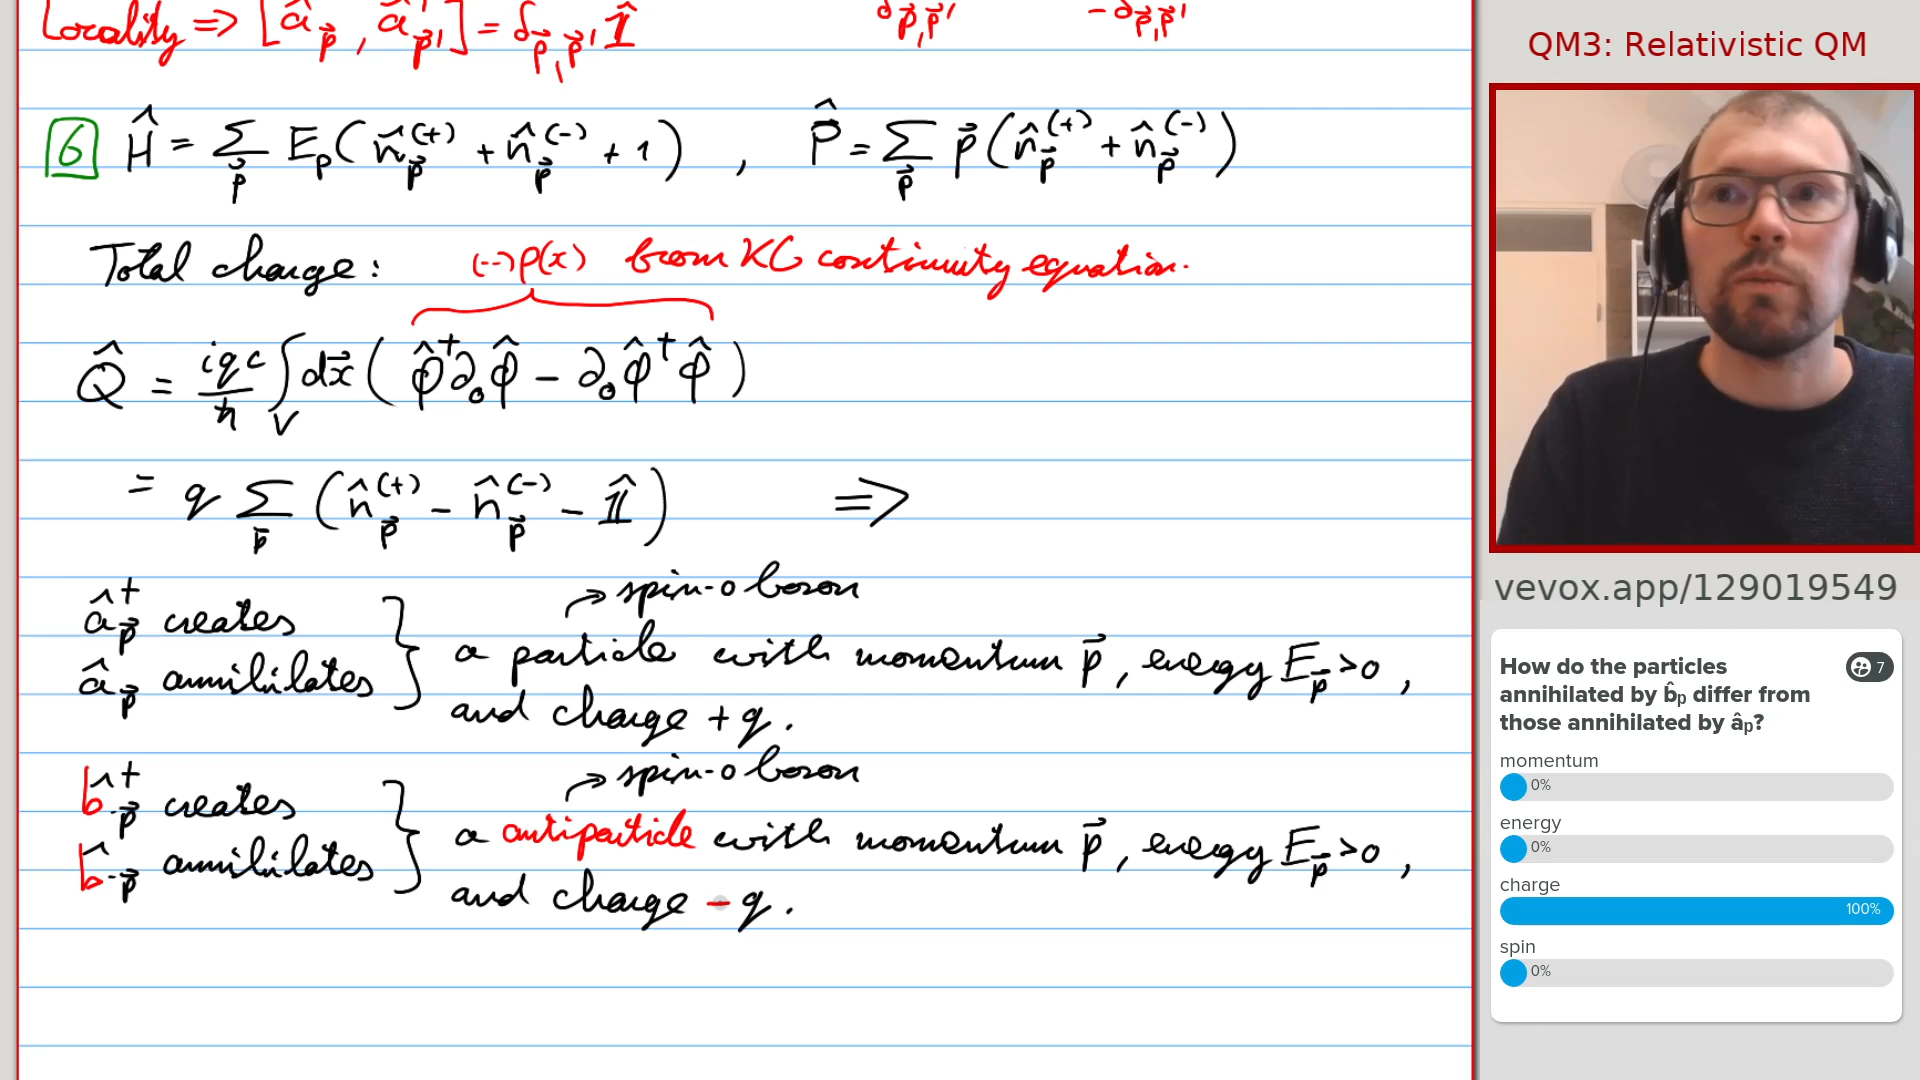 Locality => [â_p⃗ , â†_p⃗'] = δ_p⃗,p⃗' 𝟙̂   δ_p⃗,p⃗'   -δ_p⃗,p⃗'
6 Ĥ = Σ_p⃗ E_p ( n̂_p⃗^(+) + n̂_p⃗^(-) + 1 ) , P̂ = Σ_p⃗ p⃗ ( n̂_p⃗^(+) + n̂_p⃗^(-) )
Total charge: (->ρ(x) from KG continuity equation.
Q̂ = iqc/ħ ∫_V dx⃗ ( φ̂† ∂₀ φ̂ - ∂₀ φ̂† φ̂ )
= q Σ_p⃗ ( n̂_p⃗^(+) - n̂_p⃗^(-) - 𝟙̂ ) =>
→ spin-0 boson
â†_p⃗ creates
â_p⃗ annihilates } a particle with momentum p⃗ , energy E_p⃗ > 0 ,
and charge + q .
→ spin-0 boson
b̂†_-p⃗ creates
b̂_-p⃗ annihilates } a antiparticle with momentum p⃗ , energy E_p⃗ > 0 ,
and charge - q .
QM3: Relativistic QM
vevox.app/129019549
How do the particles
annihilated by b̂ₚ differ from
those annihilated by âₚ?
7
momentum
0%
energy
0%
charge
100%
spin
0%